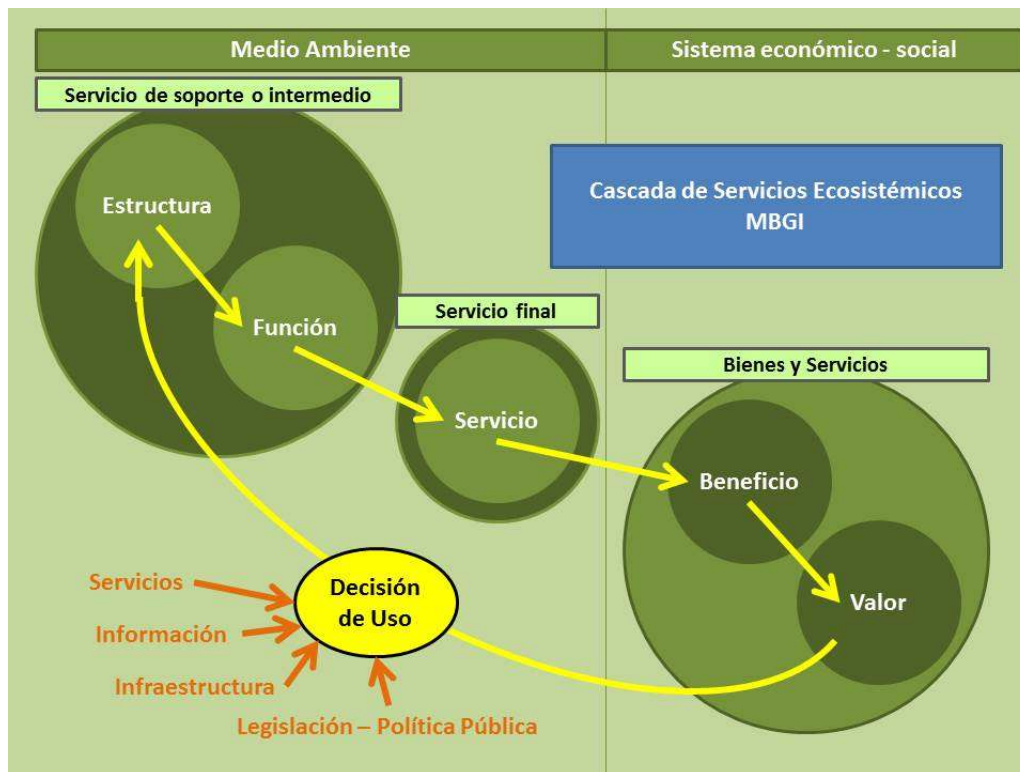 Medio Ambiente
Sistema económico - social
Servicio de soporte o intermedio
Cascada de Servicios Ecosistémicos
MBGI
Estructura
Función
Servicio final
Servicio
Bienes y Servicios
Beneficio
Valor
Decisión
de Uso
Servicios
Información
Infraestructura
Legislación – Política Pública